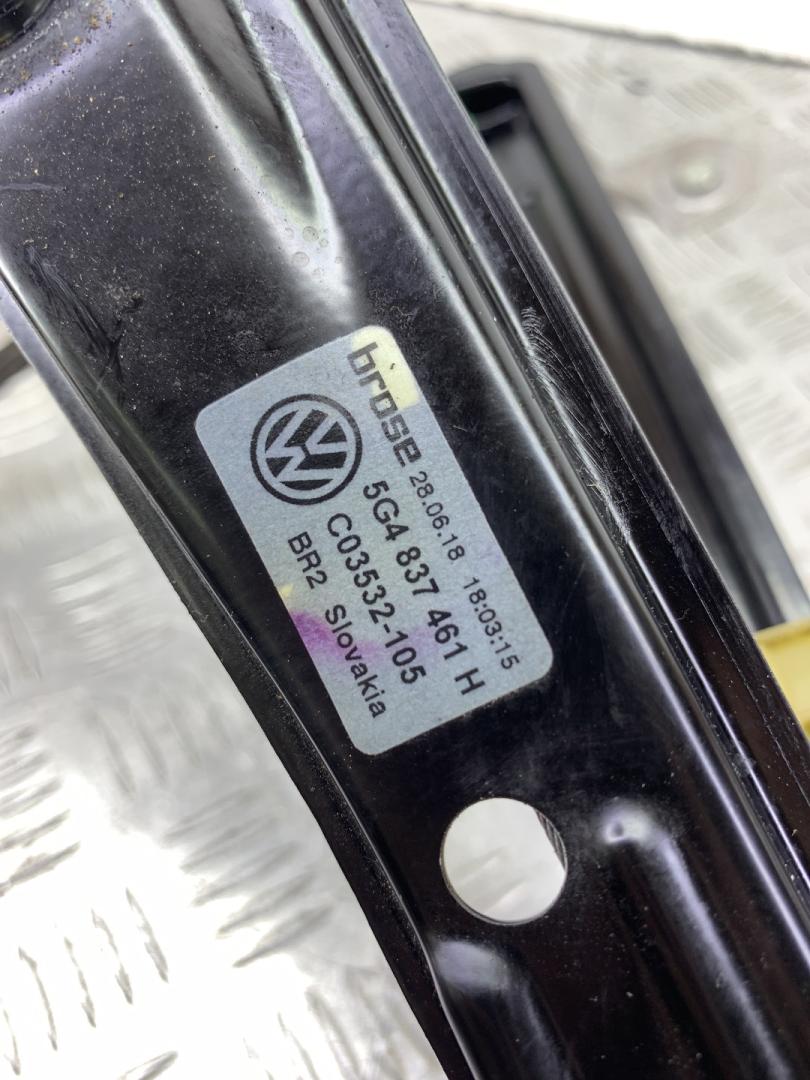 brose 28.06.18 18:03:15
5G4 837 461 H
C03532-105
BR2 Slovakia